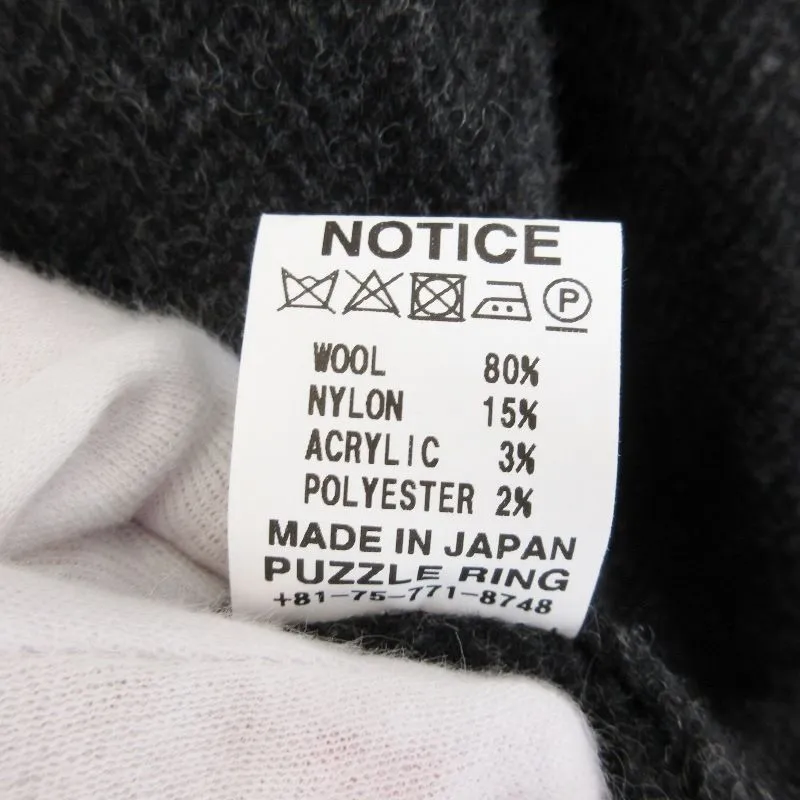 NOTICE
P
WOOL 80%
NYLON 15%
ACRYLIC 3%
POLYESTER 2%
MADE IN JAPAN
PUZZLE RING
+81-75-771-8748